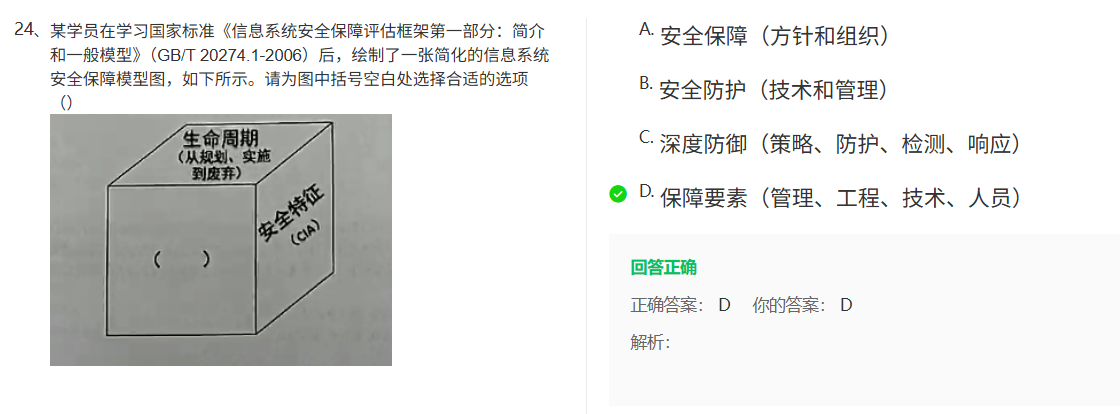 24、某学员在学习国家标准《信息系统安全保障评估框架第一部分：简介
和一般模型》（GB/T 20274.1-2006）后，绘制了一张简化的信息系统
安全保障模型图，如下所示。请为图中括号空白处选择合适的选项
（）
生命周期
（从规划、实施
到废弃）
安全特征
（CIA）
（ ）
A. 安全保障（方针和组织）
B. 安全防护（技术和管理）
C. 深度防御（策略、防护、检测、响应）
D. 保障要素（管理、工程、技术、人员）
回答正确
正确答案： D 你的答案： D
解析：